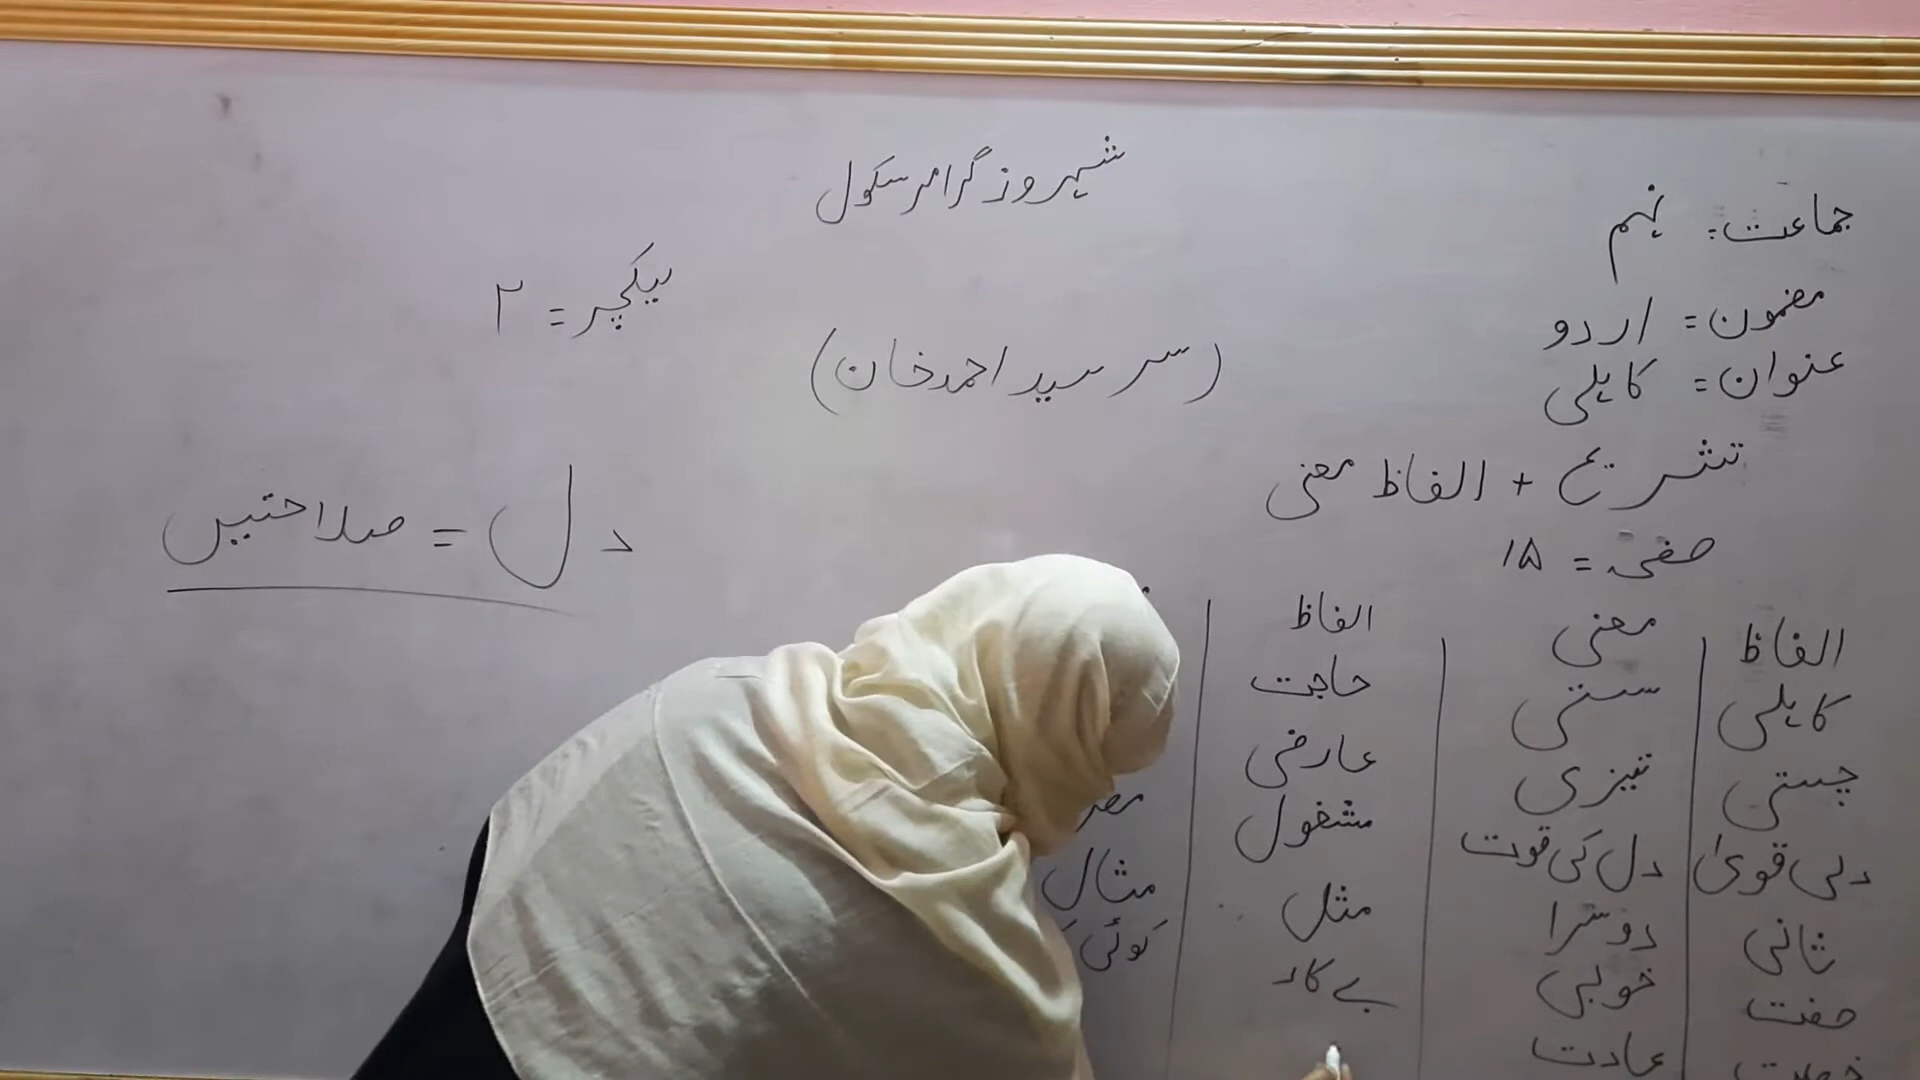 شہروز گرامر سکول
جماعت: نہم
لیکچر = ۲
مضمون = اردو
(سر سید احمد خان)
عنوان = کاہلی
تشریح + الفاظ معنی
دل = صلاحتیں
صفحہ = ۱۵
الفاظ معنی الفاظ
کاہلی سستی حاجت
چستی تیزی عارضی
دلی قویٰ دل کی قوت مشغول
ثانی دوسرا مثل مثال
صفت خوبی بے کار کوئی
عادت